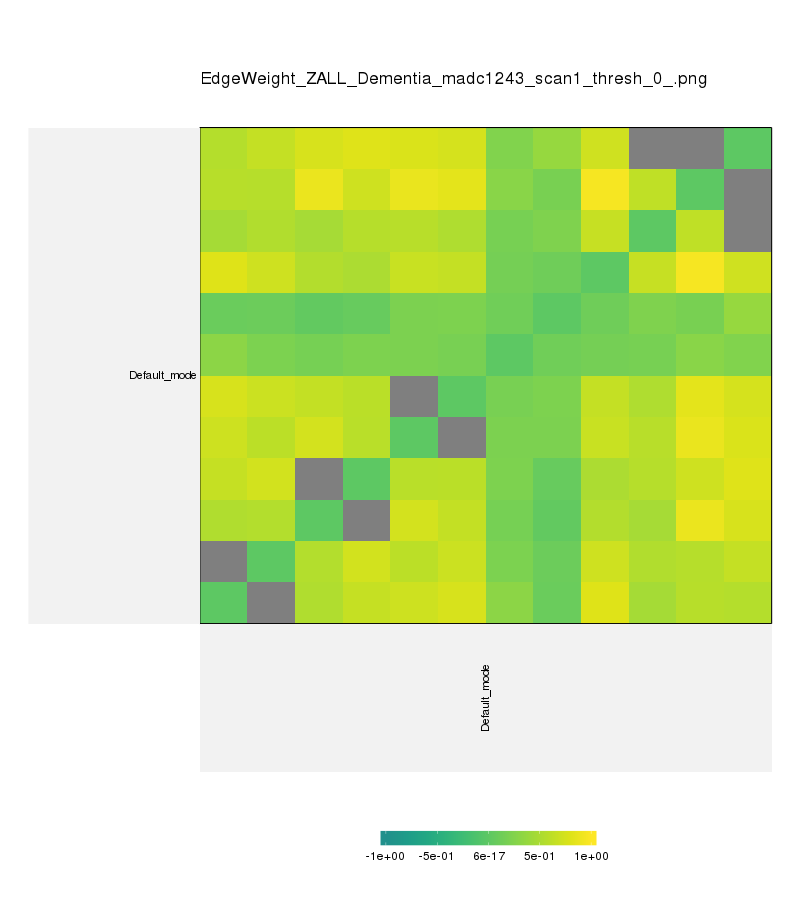 EdgeWeight_ZALL_Dementia_madc1243_scan1_thresh_0_.png
Default_mode
Default_mode
-1e+00 -5e-01 6e-17 5e-01 1e+00